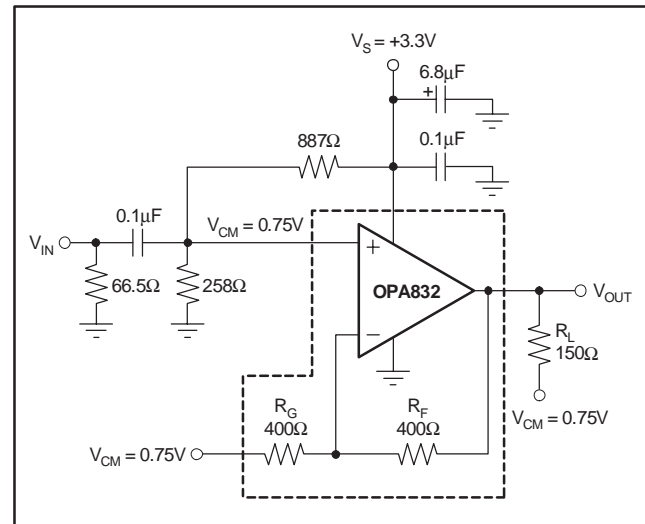 V_S = +3.3V
6.8μF
+
887Ω
0.1μF
0.1μF
V_CM = 0.75V
V_IN
+
OPA832
V_OUT
66.5Ω
258Ω
−
R_L
150Ω
R_G
400Ω
R_F
400Ω
V_CM = 0.75V
V_CM = 0.75V